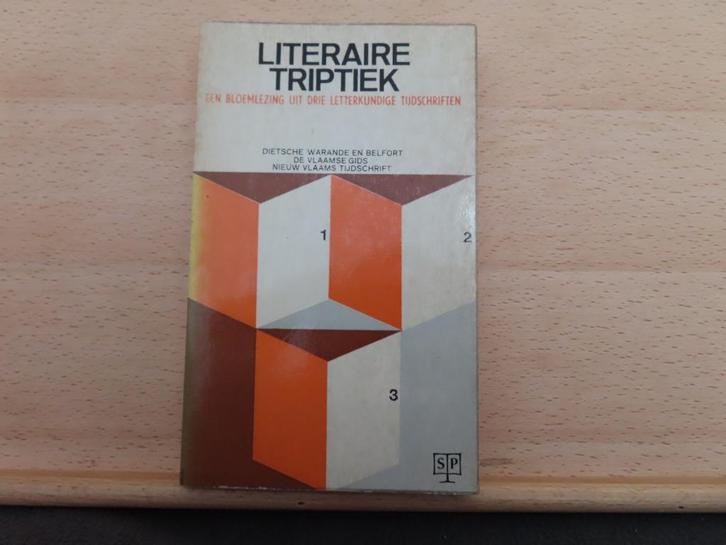 LITERAIRE
TRIPTIEK
EEN BLOEMLEZING UIT DRIE LETTERKUNDIGE TIJDSCHRIFTEN
DIETSCHE WARANDE EN BELFORT
DE VLAAMSE GIDS
NIEUW VLAAMS TIJDSCHRIFT
1
2
3
S P